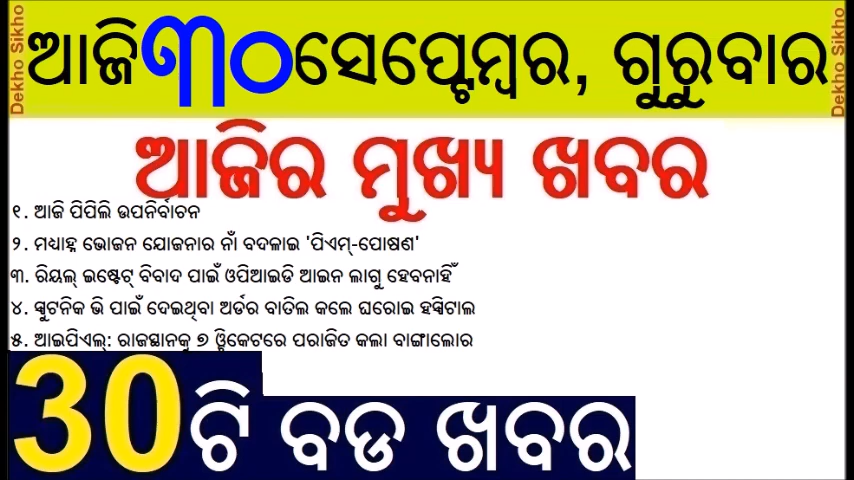 Dekho Sikho
Dekho Sikho
ଆଜି ୩୦ ସେପ୍ଟେମ୍ବର, ଗୁରୁବାର
ଆଜିର ମୁଖ୍ୟ ଖବର
୧. ଆଜି ପିପିଲି ଉପନିର୍ବାଚନ
୨. ମଧ୍ୟାହ୍ନ ଭୋଜନ ଯୋଜନାର ନାଁ ବଦଳାଇ 'ପିଏମ୍-ପୋଷଣ'
୩. ରିୟଲ୍ ଇଷ୍ଟେଟ୍ ବିବାଦ ପାଇଁ ଓପିଆଇଡି ଆଇନ ଲାଗୁ ହେବନାହିଁ
୪. ସ୍ପୁଟନିକ ଭି ପାଇଁ ଦେଇଥିବା ଅର୍ଡର ବାତିଲ କଲେ ଘରୋଇ ହସ୍ପିଟାଲ
୫. ଆଇପିଏଲ୍: ରାଜସ୍ଥାନକୁ ୭ ୱିକେଟରେ ପରାଜିତ କଲା ବାଙ୍ଗାଲୋର
30ଟି ବଡ ଖବର